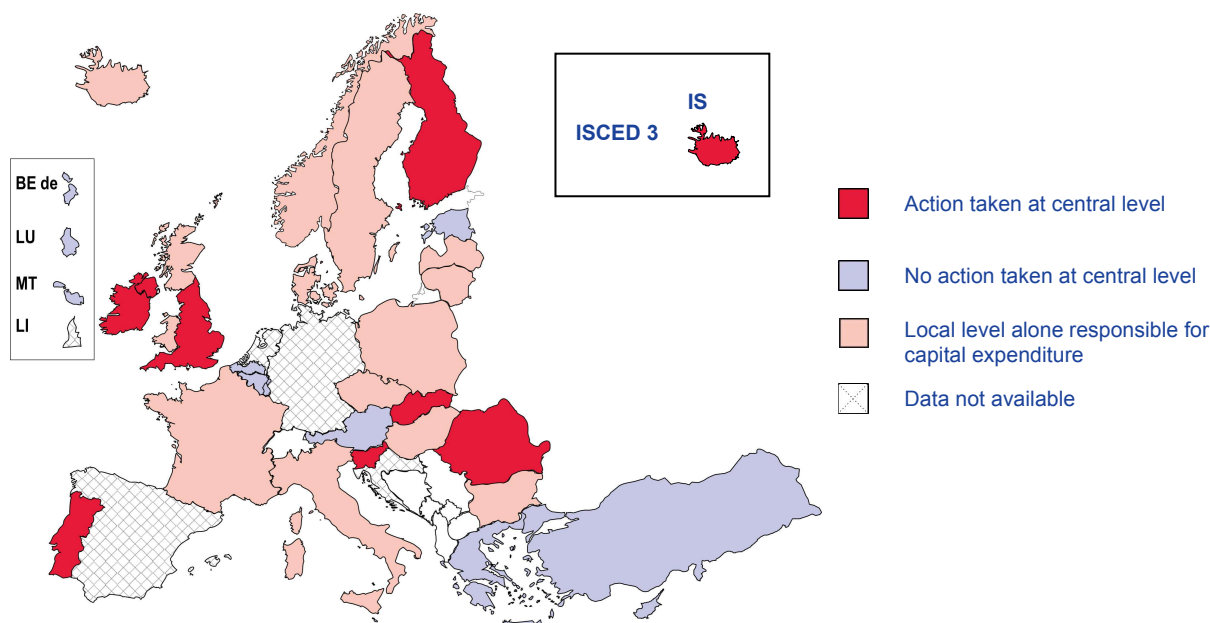 IS
ISCED 3
BE de
LU
MT
LI
Action taken at central level
No action taken at central level
Local level alone responsible for
capital expenditure
Data not available